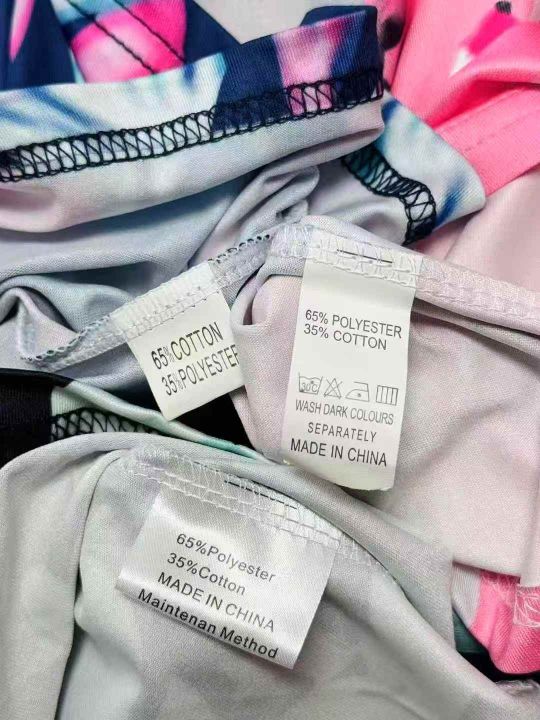 65%COTTON
35%POLYESTER
65% POLYESTER
35% COTTON
30C
WASH DARK COLOURS
SEPARATELY
MADE IN CHINA
65%Polyester
35%Cotton
MADE IN CHINA
Maintenan Method